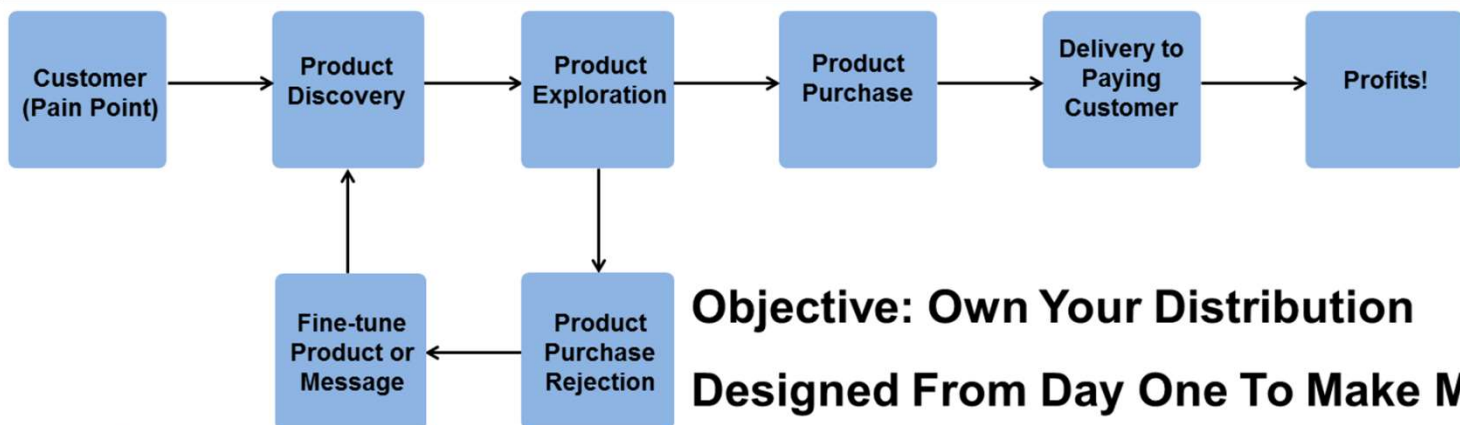 Customer
(Pain Point)
Product
Discovery
Product
Exploration
Product
Purchase
Delivery to
Paying
Customer
Profits!
Fine-tune
Product or
Message
Product
Purchase
Rejection
Objective: Own Your Distribution
Designed From Day One To Make M